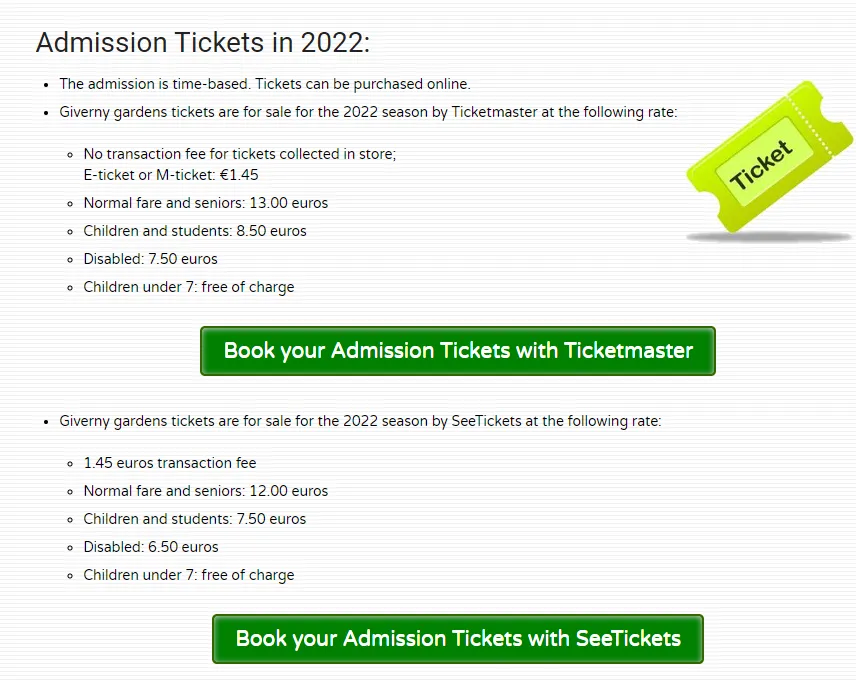 Admission Tickets in 2022:
The admission is time-based. Tickets can be purchased online.
Giverny gardens tickets are for sale for the 2022 season by Ticketmaster at the following rate:
No transaction fee for tickets collected in store;
E-ticket or M-ticket: €1.45
Normal fare and seniors: 13.00 euros
Children and students: 8.50 euros
Disabled: 7.50 euros
Children under 7: free of charge
Ticket
Book your Admission Tickets with Ticketmaster
Giverny gardens tickets are for sale for the 2022 season by SeeTickets at the following rate:
1.45 euros transaction fee
Normal fare and seniors: 12.00 euros
Children and students: 7.50 euros
Disabled: 6.50 euros
Children under 7: free of charge
Book your Admission Tickets with SeeTickets